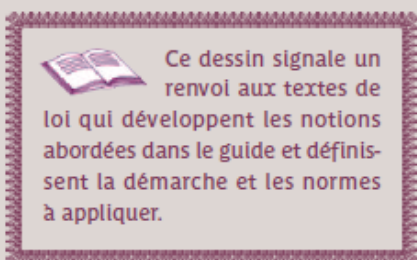 Ce dessin signale un
renvoi aux textes de
loi qui développent les notions
abordées dans le guide et définis-
sent la démarche et les normes
à appliquer.